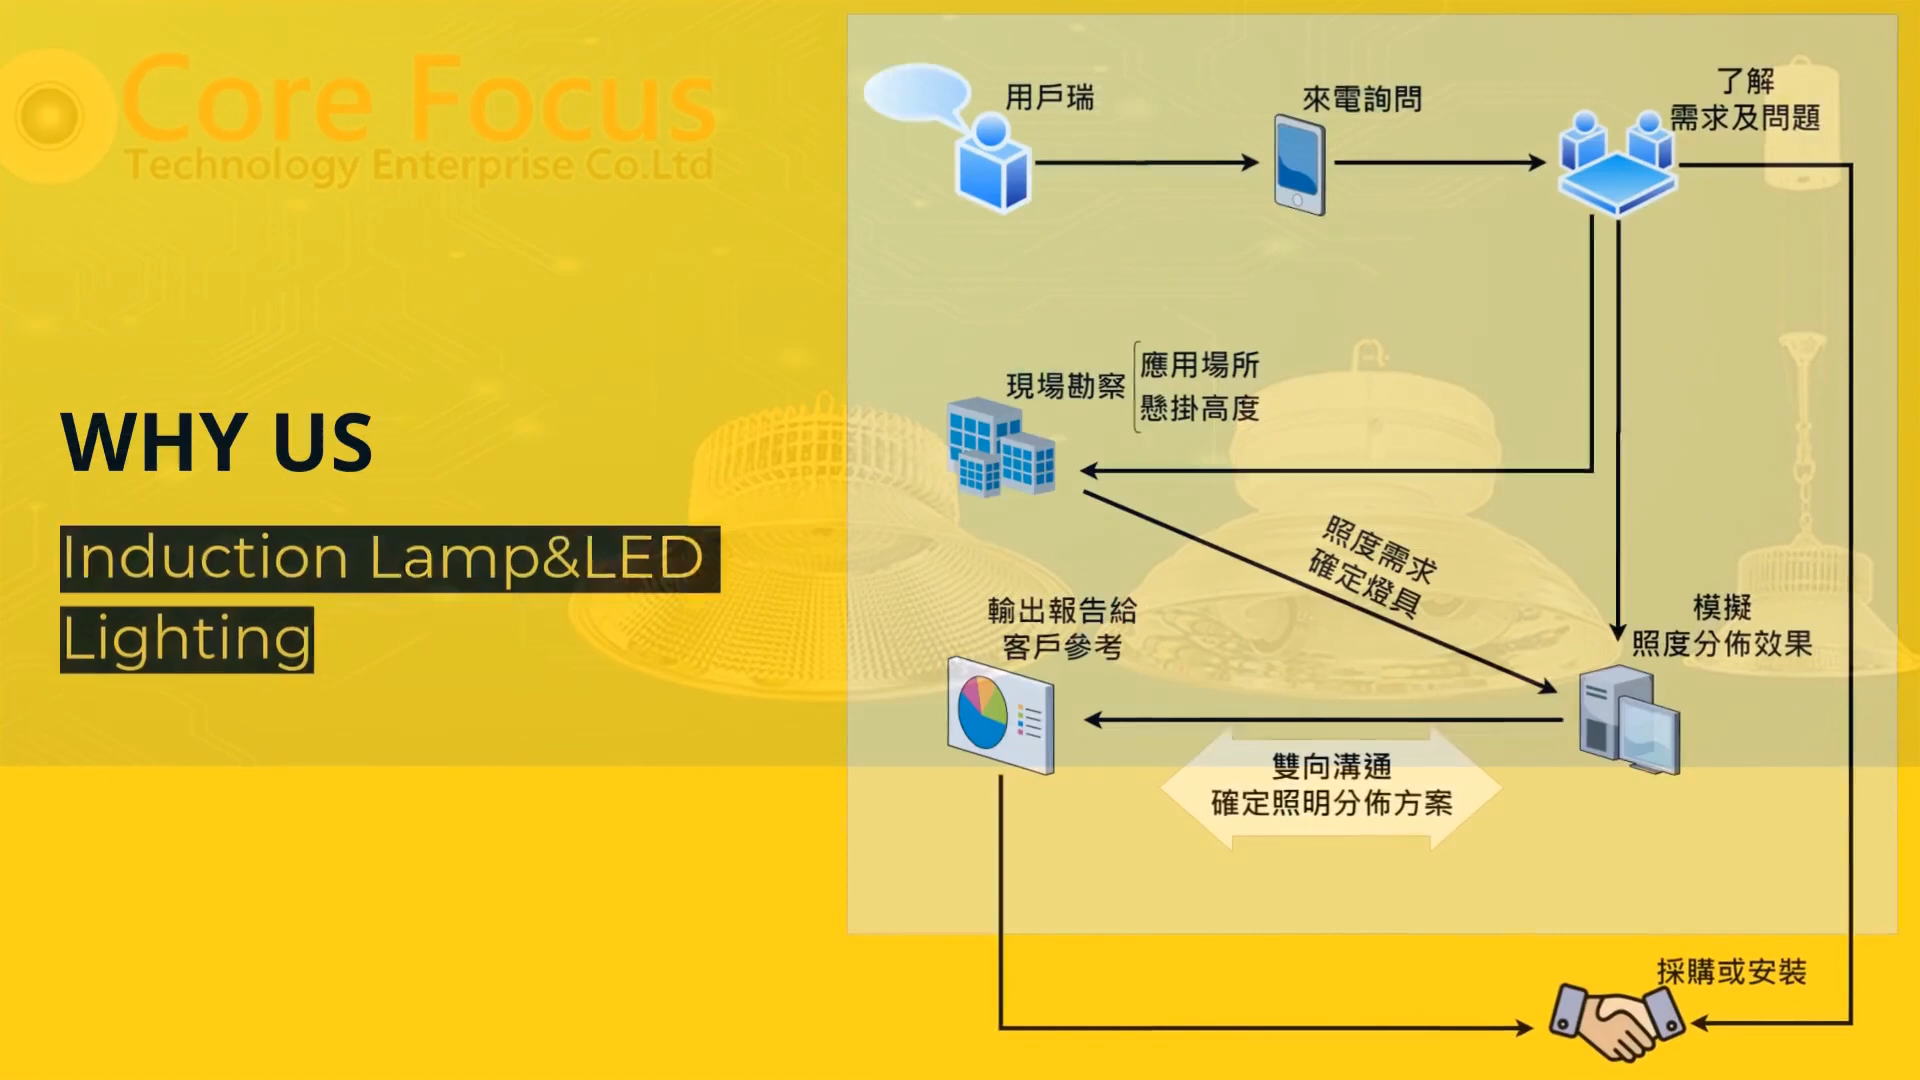 Core Focus
Technology Enterprise Co.Ltd
WHY US
Induction Lamp&LED
Lighting
用戶瑞
來電詢問
了解
需求及問題
現場勘察
應用場所
懸掛高度
照度需求
確定燈具
輸出報告給
客戶參考
模擬
照度分佈效果
雙向溝通
確定照明分佈方案
採購或安裝